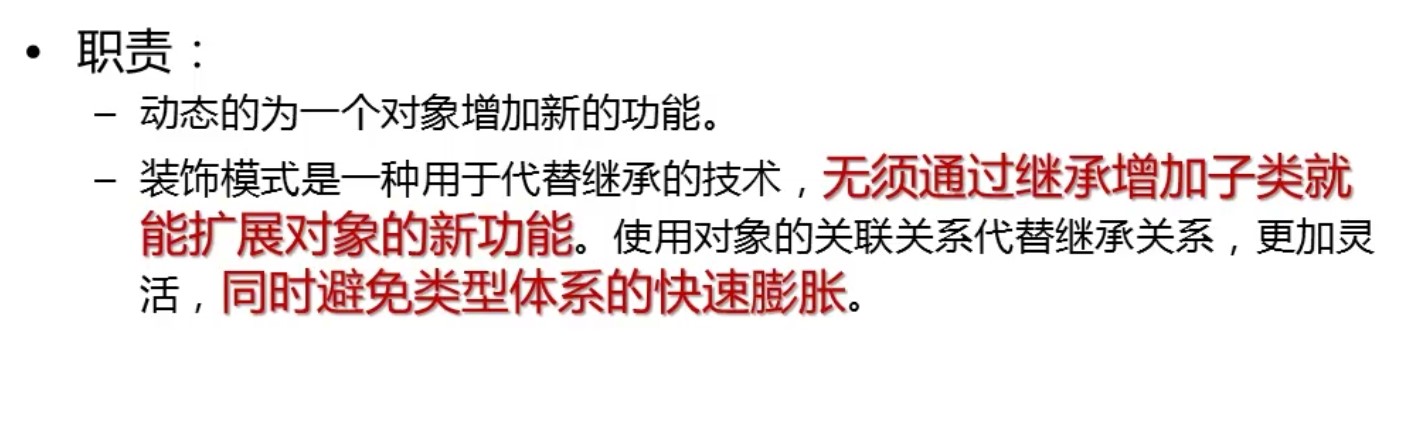 • 职责：
– 动态的为一个对象增加新的功能。
– 装饰模式是一种用于代替继承的技术，无须通过继承增加子类就
能扩展对象的新功能。使用对象的关联关系代替继承关系，更加灵
活，同时避免类型体系的快速膨胀。